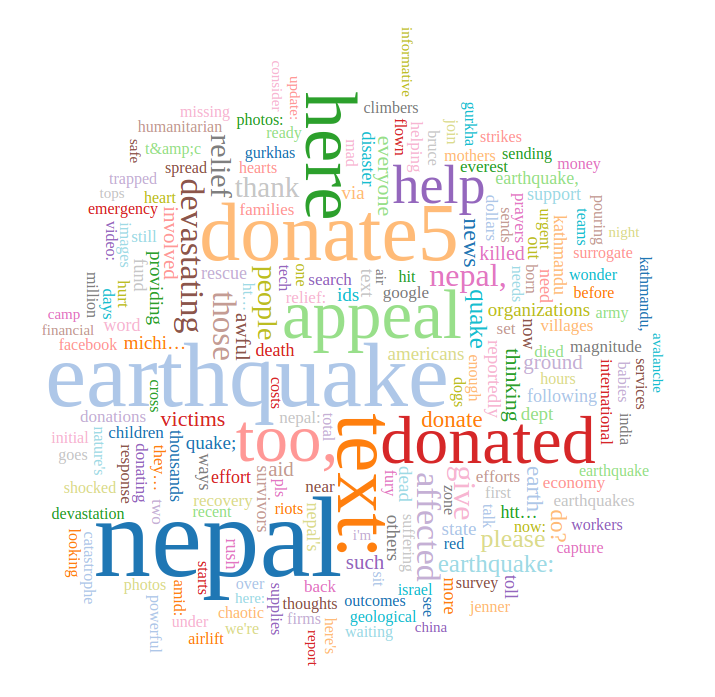 informative
consider
update:
missing
photos:
climbers
humanitarian
ready
here
t&amp;c
gurkhas
safe
relief
mad
disaster
everyone
flown
helping
bruce
gurkha
join
mothers
strikes
sending
everest
money
trapped
spread
hearts
thank
via
help
earthquake,
support
tops
heart
families
emergency
devastating
involved
donate5
news
dollars
sends
prayers
out
urgent
kathmandu
teams
pouring
night
video:
images
still
providing
killed
surrogate
fund
rescue
people
tech
one
search
text
air
hit
nepal,
needs
born
need
wonder
kathmandu,
million
days
hurt
those
ht…
relief:
ids
google
before
appeal
quake
organizations
army
camp
word
awful
set
now
villages
financial
facebook
michi…
death
americans
reportedly
died
magnitude
avalanche
earthquake
enough
thinking
ground
hours
international
babies
services
cross
costs
dogs
following
donations
victims
nepal:
total
text.
donate
dept
india
initial
nature's
children
quake;
too,
donated
goes
response
donating
they…
thousands
ways
effort
survivors
aid
pls
near
fury
dead
give
efforts
earth
economy
earthquake
shocked
affected
zone
first
earthquakes
devastation
two
recovery
recent
riots
nepal's
others
suffering
htt…
do?
looking
catastrophe
nepal
i'm
state
talk
now:
workers
rush
such
red
please
capture
photos
amid:
starts
over
supplies
back
sit
earthquake:
israel
see
more
survey
toll
powerful
here:
thoughts
outcomes
jenner
under
chaotic
firms
here's
geological
airlift
we're
report
waiting
china